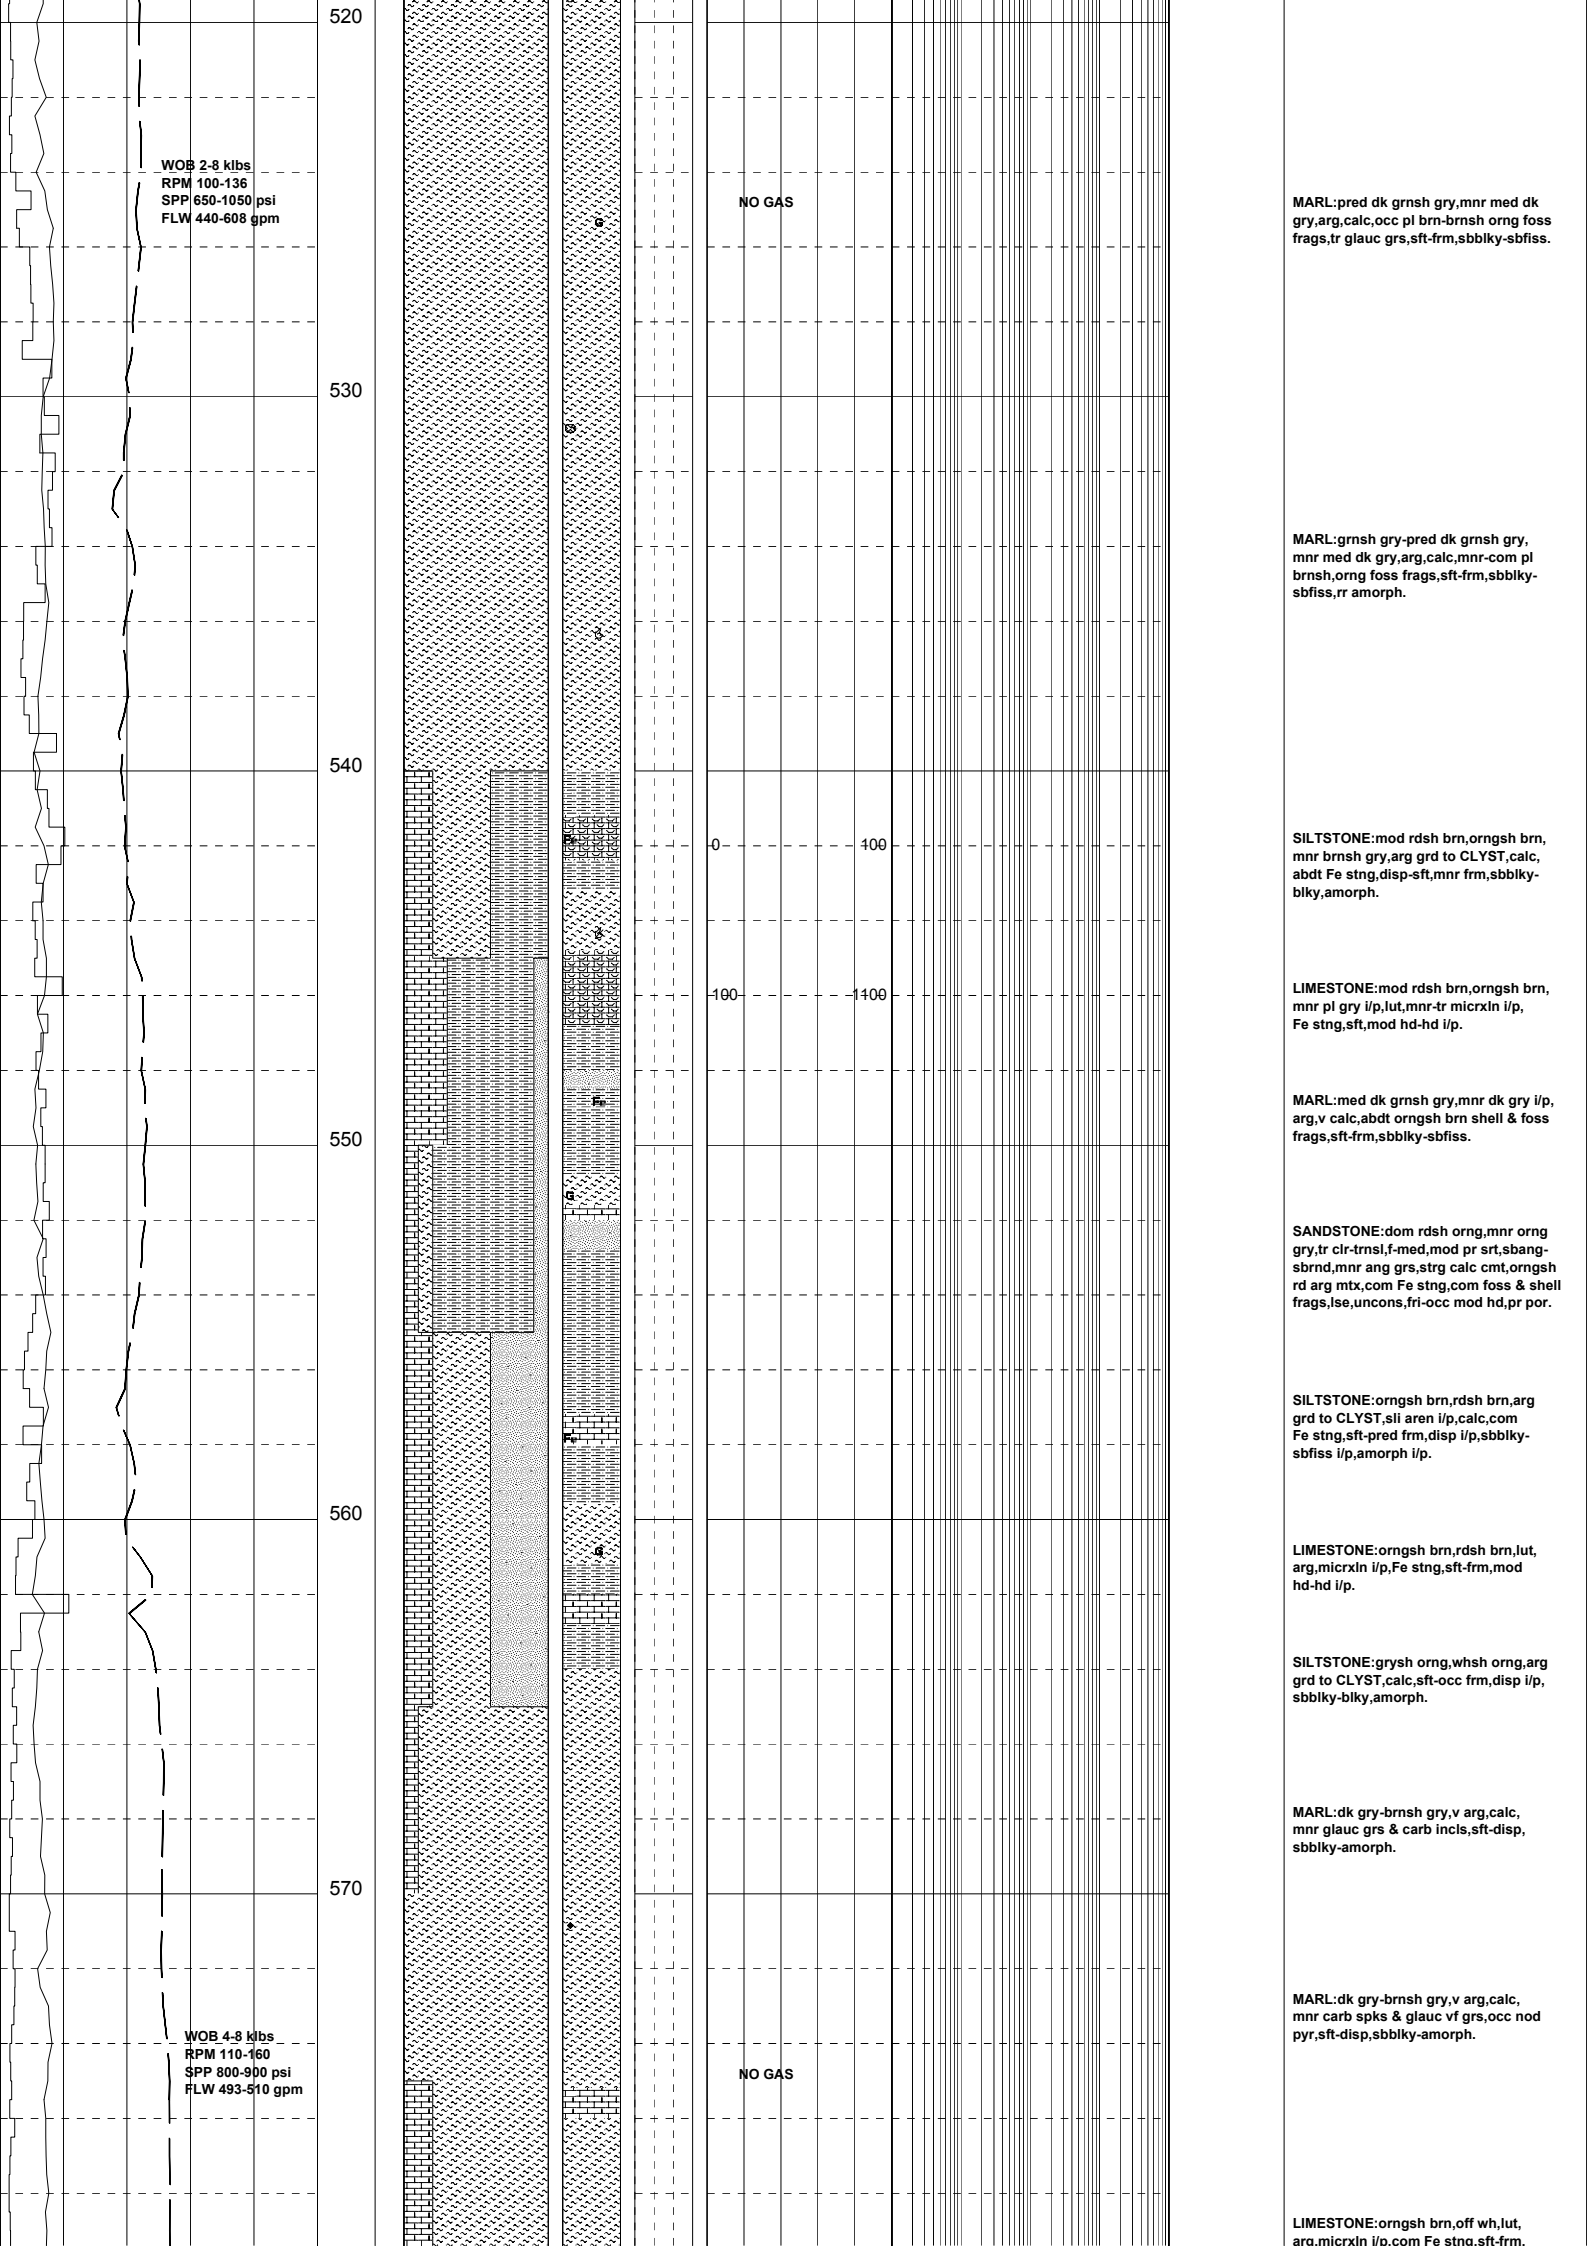 520
WOB 2-8 klbs
RPM 100-136
SPP 650-1050 psi
FLW 440-608 gpm
NO GAS
G
MARL:pred dk grnsh gry,mnr med dk
gry,arg,calc,occ pl brn-brnsh orng foss
frags,tr glauc grs,sft-frm,sbblky-sbfiss.
530
MARL:grnsh gry-pred dk grnsh gry,
mnr med dk gry,arg,calc,mnr-com pl
brnsh,orng foss frags,sft-frm,sbblky-
sbfiss,rr amorph.
540
0 100
SILTSTONE:mod rdsh brn,orngsh brn,
mnr brnsh gry,arg grd to CLYST,calc,
abdt Fe stng,disp-sft,mnr frm,sbblky-
blky,amorph.
100 1100
LIMESTONE:mod rdsh brn,orngsh brn,
mnr pl gry i/p,lut,mnr-tr micrxln i/p,
Fe stng,sft,mod hd-hd i/p.
Fe
MARL:med dk grnsh gry,mnr dk gry i/p,
arg,v calc,abdt orngsh brn shell & foss
frags,sft-frm,sbblky-sbfiss.
550
G
SANDSTONE:dom rdsh orng,mnr orng
gry,tr clr-trnsl,f-med,mod pr srt,sbang-
sbrnd,mnr ang grs,strg calc cmt,orngsh
rd arg mtx,com Fe stng,com foss & shell
frags,lse,uncons,fri-occ mod hd,pr por.
Fe
SILTSTONE:orngsh brn,rdsh brn,arg
grd to CLYST,sli aren i/p,calc,com
Fe stng,sft-pred frm,disp i/p,sbblky-
sbfiss i/p,amorph i/p.
560
G
LIMESTONE:orngsh brn,rdsh brn,lut,
arg,micrxln i/p,Fe stng,sft-frm,mod
hd-hd i/p.
SILTSTONE:grysh orng,whsh orng,arg
grd to CLYST,calc,sft-occ frm,disp i/p,
sbblky-blky,amorph.
MARL:dk gry-brnsh gry,v arg,calc,
mnr glauc grs & carb incls,sft-disp,
sbblky-amorph.
570
MARL:dk gry-brnsh gry,v arg,calc,
mnr carb spks & glauc vf grs,occ nod
pyr,sft-disp,sbblky-amorph.
WOB 4-8 klbs
RPM 110-160
SPP 800-900 psi
FLW 493-510 gpm
NO GAS
LIMESTONE:orngsh brn,off wh,lut,
arg,micrxln i/p,com Fe stng,sft-frm,